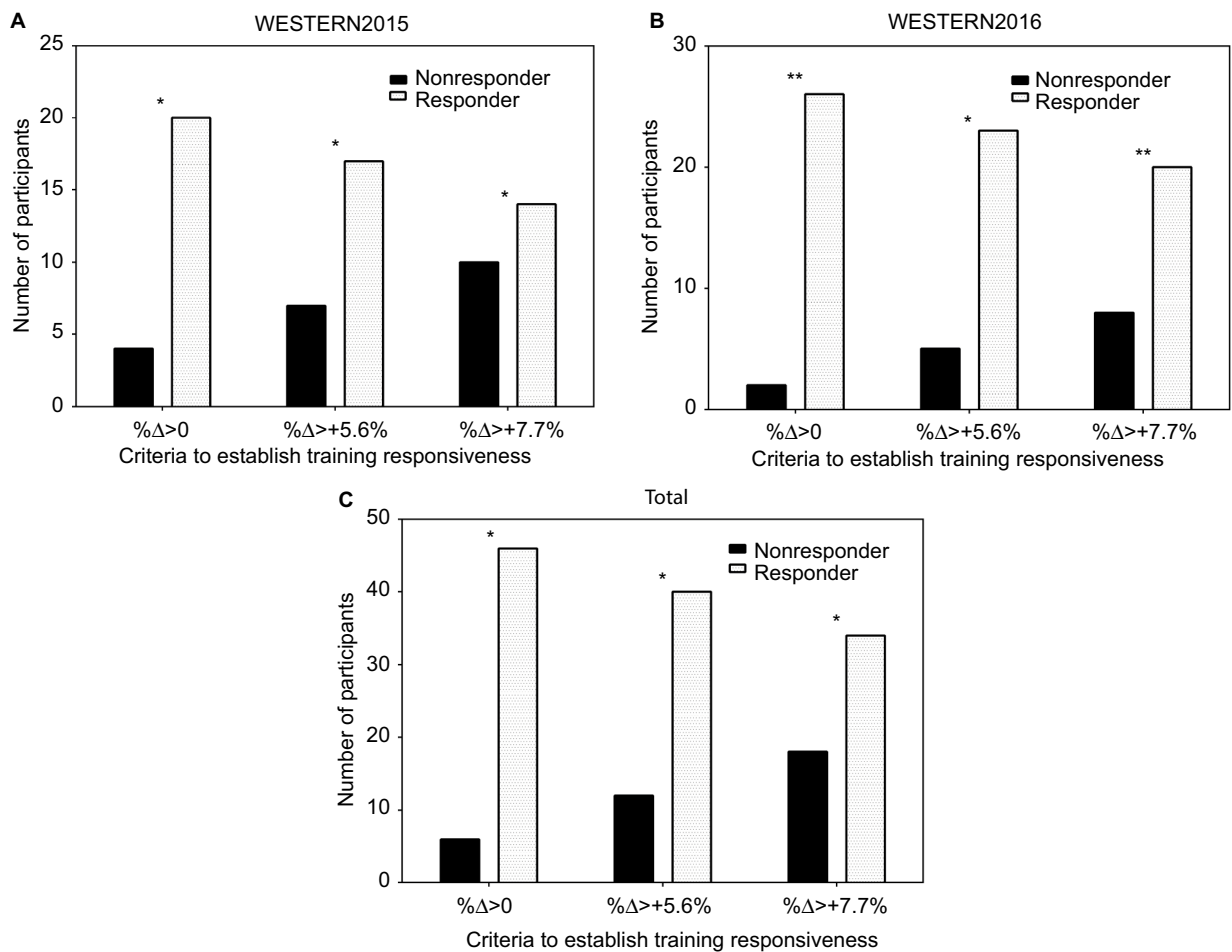 A
WESTERN2015
25
20
15
10
5
0
Number of participants
Nonresponder
Responder
*
*
*
%Δ>0
%Δ>+5.6%
%Δ>+7.7%
Criteria to establish training responsiveness
B
WESTERN2016
30
20
10
0
Number of participants
Nonresponder
Responder
**
*
**
%Δ>0
%Δ>+5.6%
%Δ>+7.7%
Criteria to establish training responsiveness
C
Total
50
40
30
20
10
0
Number of participants
Nonresponder
Responder
*
*
*
%Δ>0
%Δ>+5.6%
%Δ>+7.7%
Criteria to establish training responsiveness